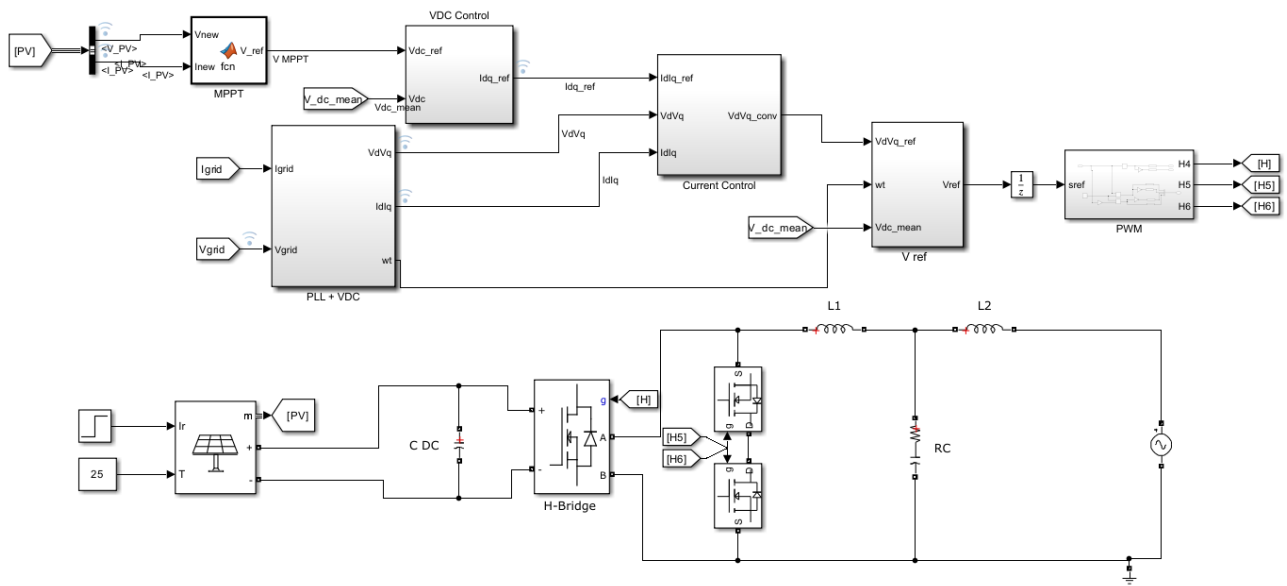 VDC Control
[PV]
<V_PV>
<I_PV>
<I_PV>
<I_PV>
Vnew
Inew
V_ref
fcn
MPPT
V MPPT
Vdc_ref
Vdc
Idq_ref
V_dc_mean
Vdc_mean
Idq_ref
IdIq_ref
VdVq
IdIq
VdVq_conv
Current Control
Igrid
Vgrid
Igrid
Vgrid
VdVq
IdIq
wt
PLL + VDC
VdVq
IdIq
V_dc_mean
VdVq_ref
wt
Vdc_mean
Vref
V ref
1
z
sref
H4
H5
H6
PWM
[H]
[H5]
[H6]
L1
L2
25
Ir
T
m
+
-
[PV]
C DC
+
-
g
A
B
H-Bridge
[H]
[H5]
[H6]
S
g
D
g
D
S
RC